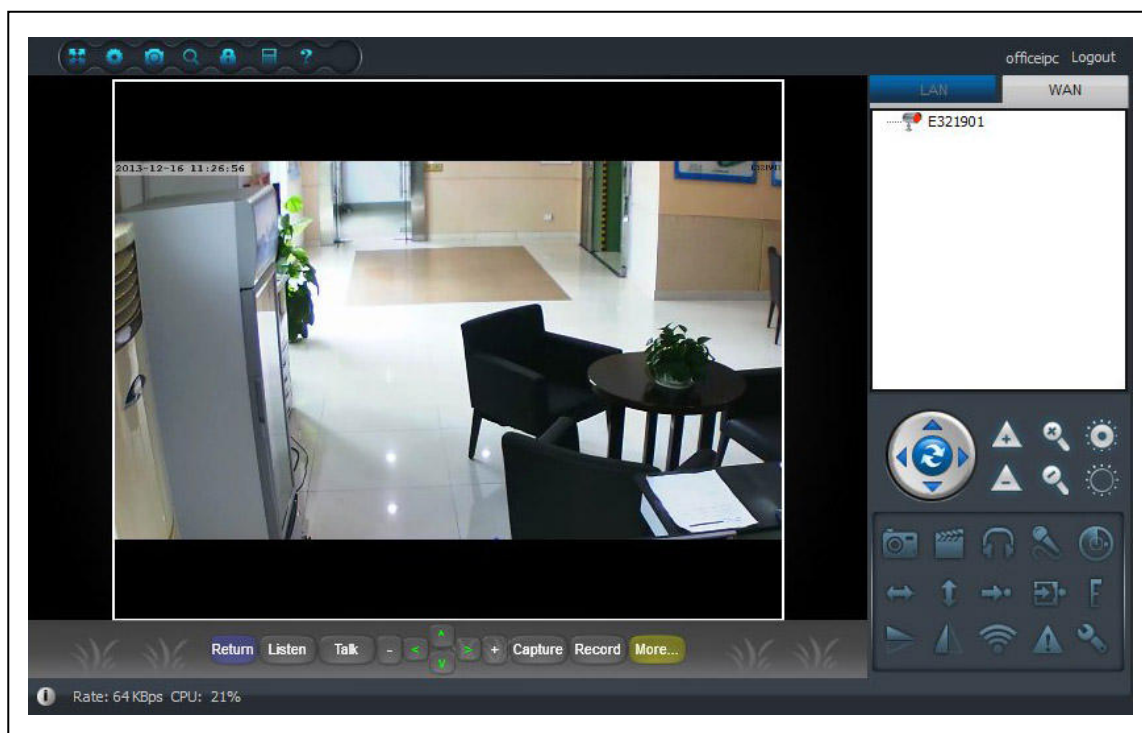 officeipc Logout
LAN WAN
E321901
2013-12-16 11:26:56
Return Listen Talk - < ^ v > + Capture Record More...
Rate: 64 KBps CPU: 21%